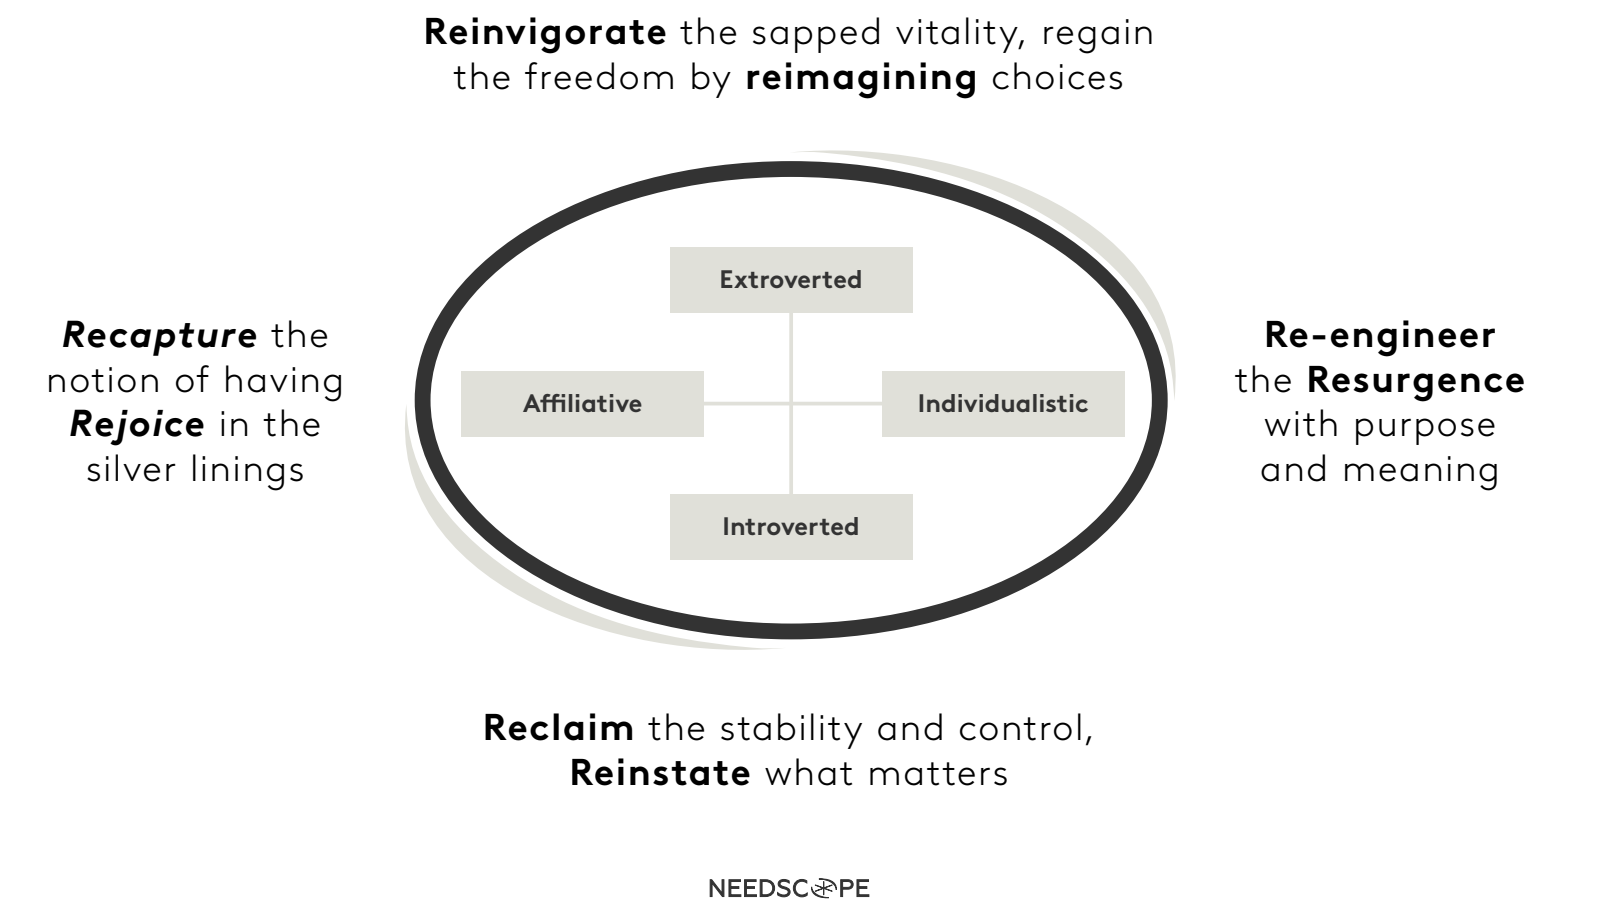 Reinvigorate the sapped vitality, regain
the freedom by reimagining choices
Extroverted
Recapture the
notion of having
Rejoice in the
silver linings
Affiliative
Individualistic
Re-engineer
the Resurgence
with purpose
and meaning
Introverted
Reclaim the stability and control,
Reinstate what matters
NEEDSCOPE